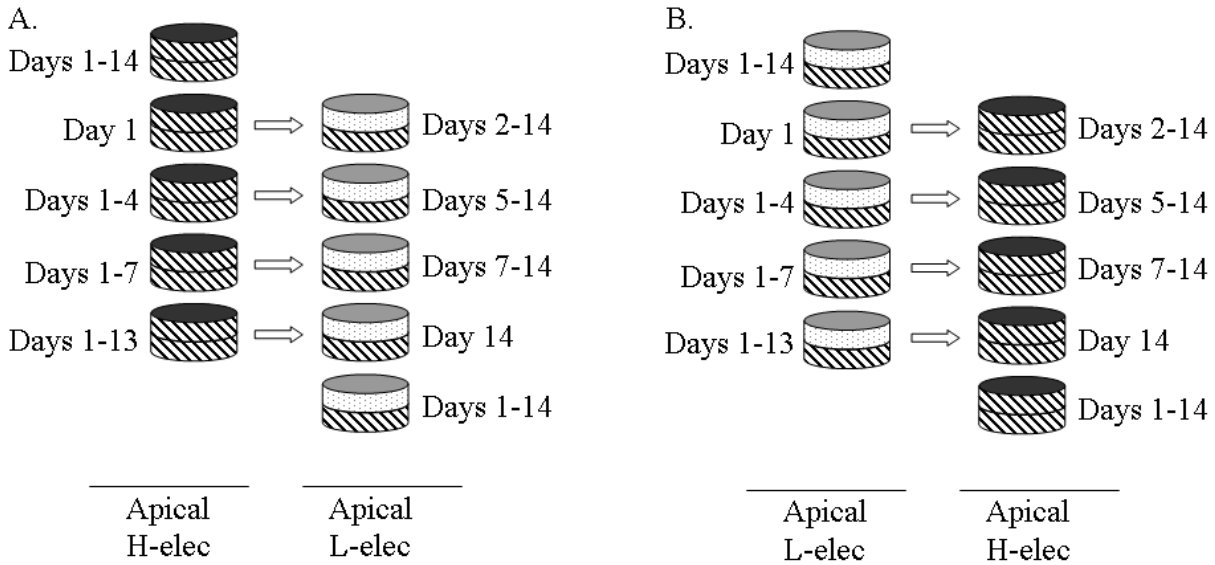 A.
Days 1-14
Day 1
Days 2-14
Days 1-4
Days 5-14
Days 1-7
Days 7-14
Days 1-13
Day 14
Days 1-14
Apical
H-elec
Apical
L-elec
B.
Days 1-14
Day 1
Days 2-14
Days 1-4
Days 5-14
Days 1-7
Days 7-14
Days 1-13
Day 14
Days 1-14
Apical
L-elec
Apical
H-elec